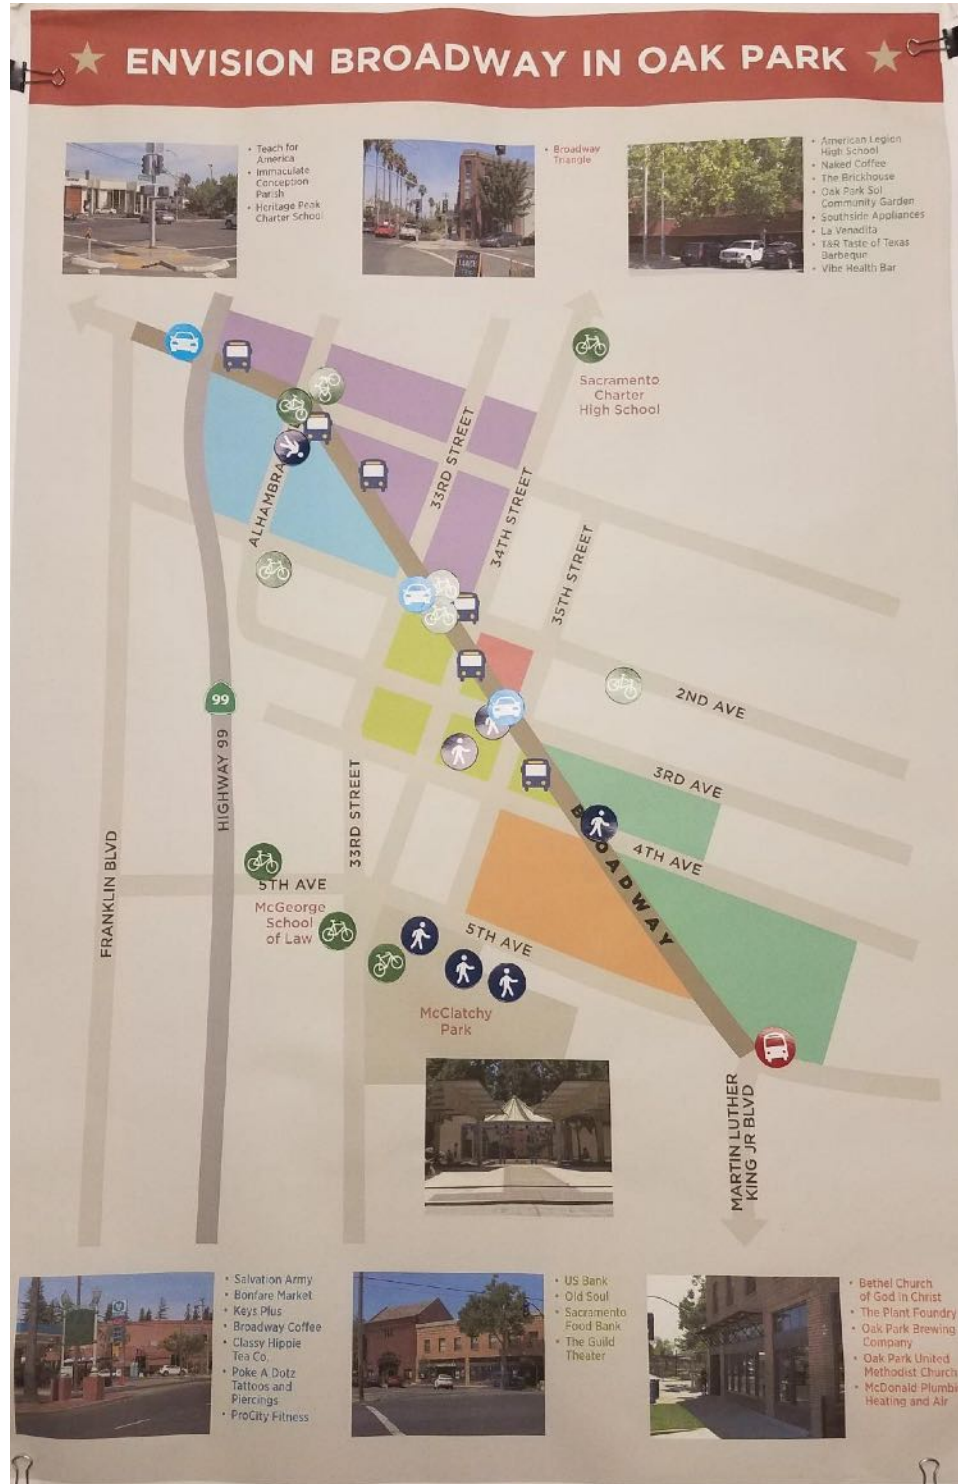 ENVISION BROADWAY IN OAK PARK
• Teach for
America
• Immaculate
Conception
Parish
• Heritage Peak
Charter School
• Broadway
Triangle
• American Legion
High School
• Naked Coffee
• The Brickhouse
• Oak Park Sol
Community Garden
• Southside Appliances
• La Venadita
• T&R Taste of Texas
Barbeque
• Vibe Health Bar
Sacramento
Charter
High School
33RD STREET
ALHAMBRA
34TH STREET
35TH STREET
99
2ND AVE
HIGHWAY 99
3RD AVE
33RD STREET
BROADWAY
4TH AVE
FRANKLIN BLVD
5TH AVE
McGeorge
School
of Law
5TH AVE
McClatchy
Park
MARTIN LUTHER
KING JR BLVD
• Salvation Army
• Bonfare Market
• Keys Plus
• Broadway Coffee
• Classy Hippie
Tea Co.
• Poke A Dotz
Tattoos and
Piercings
• ProCity Fitness
• US Bank
• Old Soul
• Sacramento
Food Bank
• The Guild
Theater
• Bethel Church
of God In Christ
• The Plant Foundry
• Oak Park Brewing
Company
• Oak Park United
Methodist Church
• McDonald Plumbi
Heating and Air